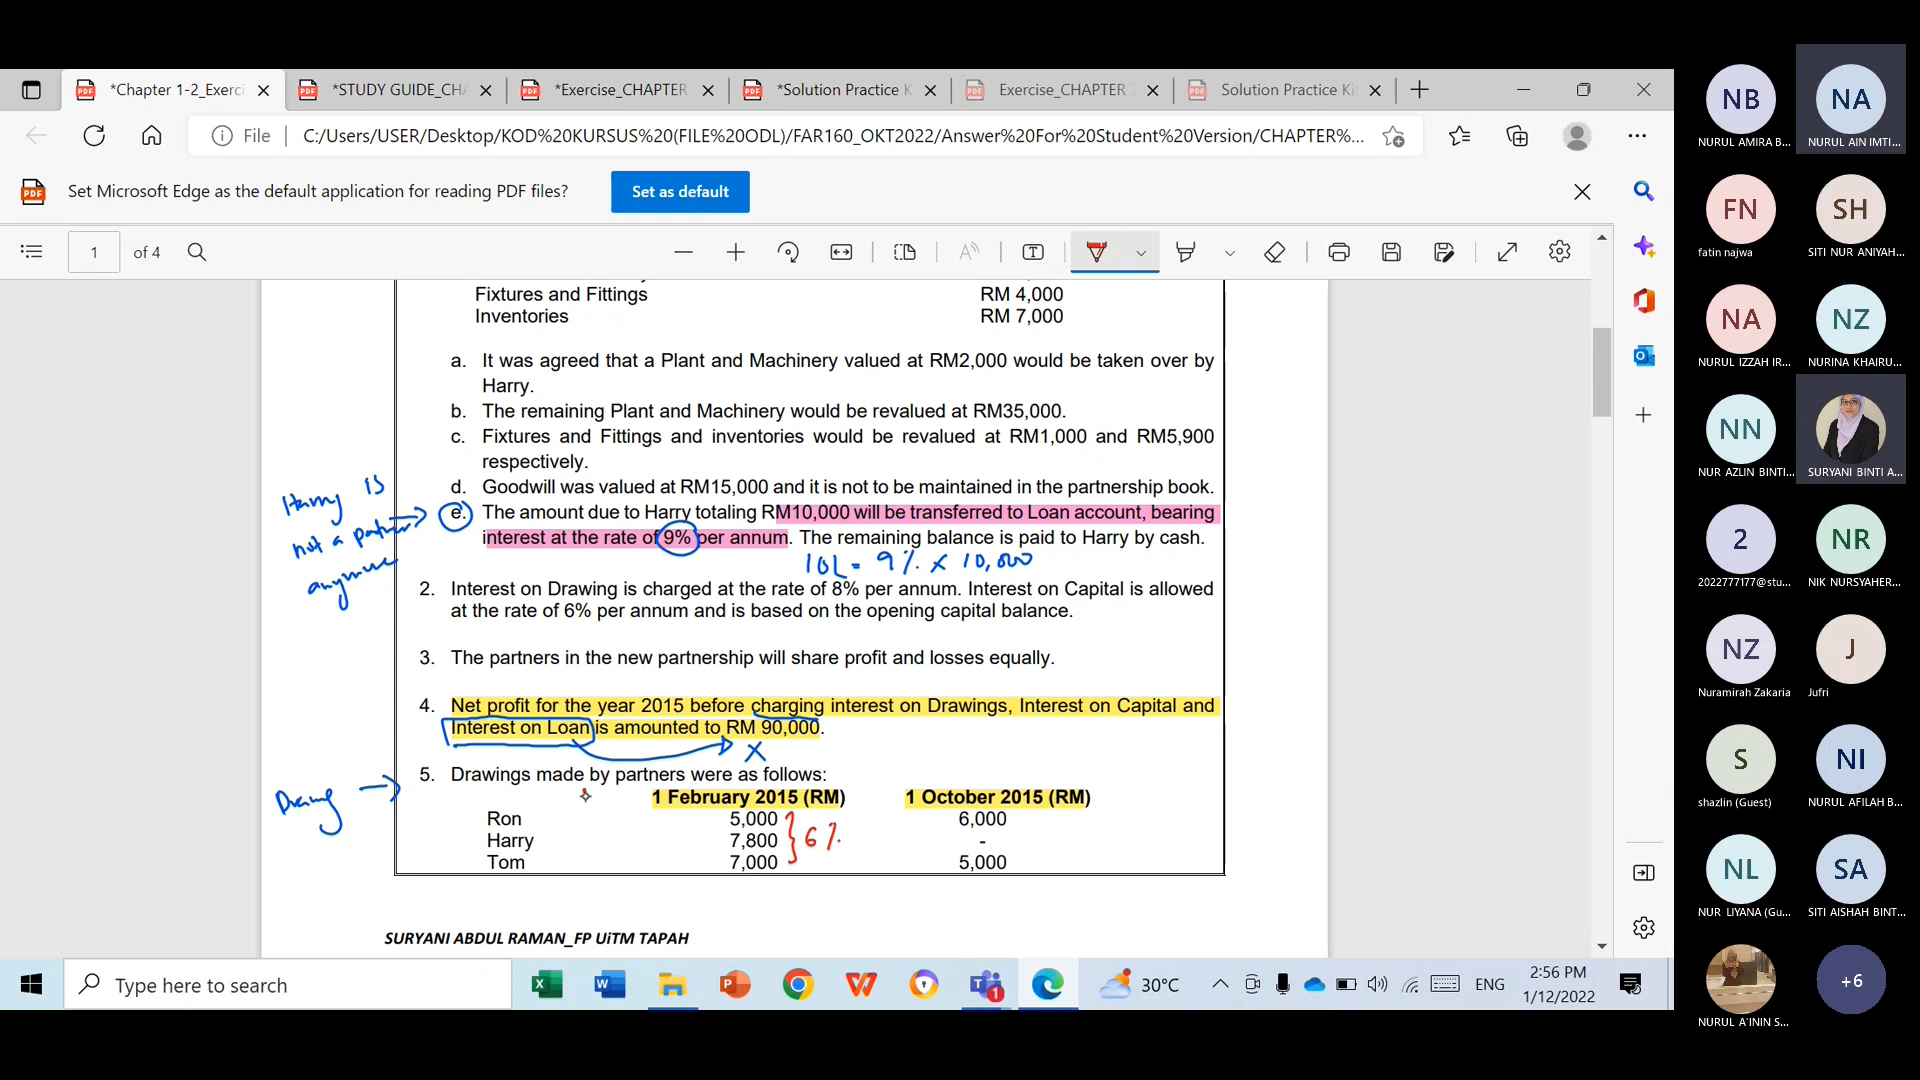 *Chapter 1-2_Exerci
*STUDY GUIDE_CHA
*Exercise_CHAPTER
*Solution Practice K
Exercise_CHAPTER
Solution Practice Ki
File
C:/Users/USER/Desktop/KOD%20KURSUS%20(FILE%20ODL)/FAR160_OKT2022/Answer%20For%20Student%20Version/CHAPTER%...
Set Microsoft Edge as the default application for reading PDF files?
Set as default
1 of 4
Fixtures and Fittings RM 4,000
Inventories RM 7,000
a. It was agreed that a Plant and Machinery valued at RM2,000 would be taken over by
Harry.
b. The remaining Plant and Machinery would be revalued at RM35,000.
c. Fixtures and Fittings and inventories would be revalued at RM1,000 and RM5,900
respectively.
d. Goodwill was valued at RM15,000 and it is not to be maintained in the partnership book.
e. The amount due to Harry totaling RM10,000 will be transferred to Loan account, bearing
interest at the rate of 9% per annum. The remaining balance is paid to Harry by cash.
Harry is
not a partner
anymore
IOL = 9% x 10,000
2. Interest on Drawing is charged at the rate of 8% per annum. Interest on Capital is allowed
at the rate of 6% per annum and is based on the opening capital balance.
3. The partners in the new partnership will share profit and losses equally.
4. Net profit for the year 2015 before charging interest on Drawings, Interest on Capital and
Interest on Loan is amounted to RM 90,000.
x
5. Drawings made by partners were as follows:
Drawing
1 February 2015 (RM) 1 October 2015 (RM)
Ron 5,000 6,000
Harry 7,800 -
Tom 7,000 5,000
6%
SURYANI ABDUL RAMAN_FP UiTM TAPAH
Type here to search
1
30°C
ENG
2:56 PM
1/12/2022
NB
NURUL AMIRA B...
NA
NURUL AIN IMTI...
FN
fatin najwa
SH
SITI NUR ANIYAH...
NA
NURUL IZZAH IR...
NZ
NURINA KHAIRU...
NN
NUR AZLIN BINTI...
SURYANI BINTI A...
2
2022777177@stu...
NR
NIK NURSYAHER...
NZ
Nuramirah Zakaria
J
Jufri
S
shazlin (Guest)
NI
NURUL AFILAH B...
NL
NUR LIYANA (Gu...
SA
SITI AISHAH BINT...
NURUL A'ININ S...
+6